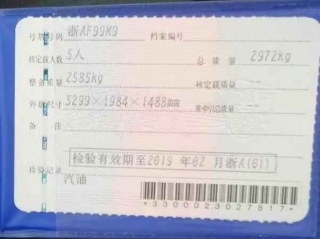 号牌号码 浙AF99M9 档案编号
核定载人数 5人 总质量 2972kg
整备质量 2585kg 核定载质量 --
外廓尺寸 5299×1984×1488mm 准牵引总质量 --
备注
检验有效期至2019年02月浙A(01)
检验记录
汽油
*3300023027817*